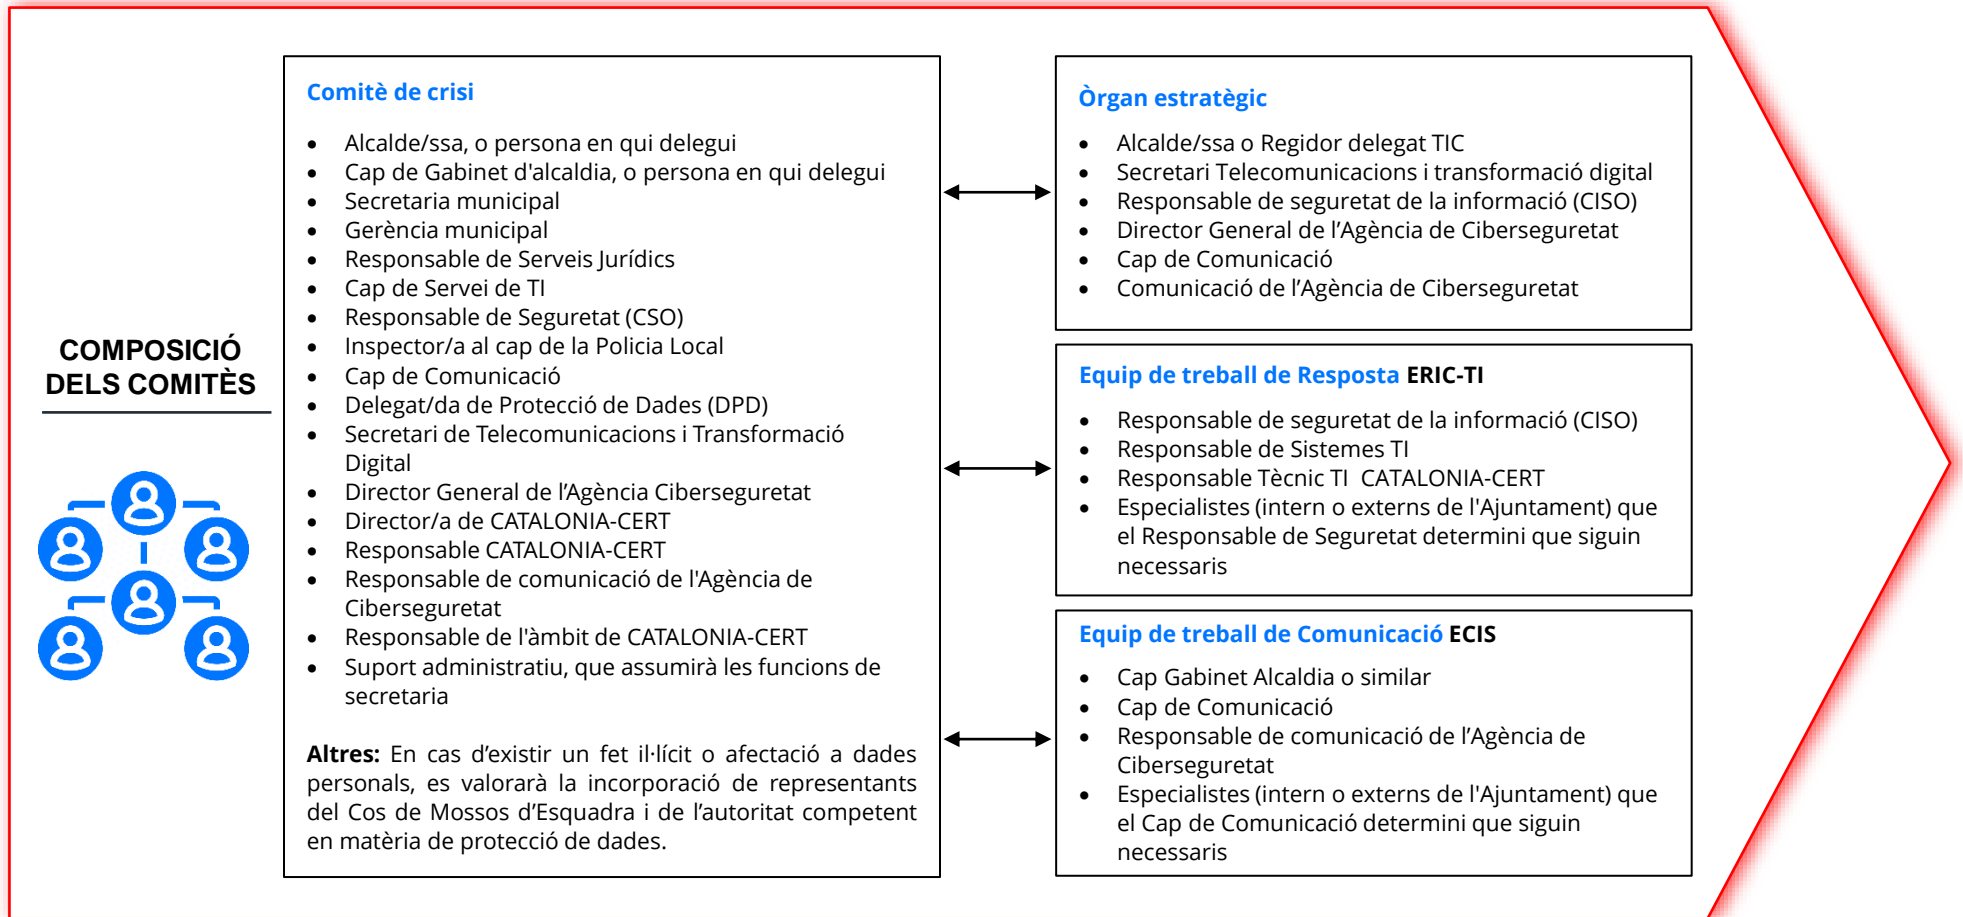 COMPOSICIÓ
DELS COMITÈS
Comitè de crisi
• Alcalde/ssa, o persona en qui delegui
• Cap de Gabinet d'alcaldia, o persona en qui delegui
• Secretaria municipal
• Gerència municipal
• Responsable de Serveis Jurídics
• Cap de Servei de TI
• Responsable de Seguretat (CSO)
• Inspector/a al cap de la Policia Local
• Cap de Comunicació
• Delegat/da de Protecció de Dades (DPD)
• Secretari de Telecomunicacions i Transformació
Digital
• Director General de l’Agència Ciberseguretat
• Director/a de CATALONIA-CERT
• Responsable CATALONIA-CERT
• Responsable de comunicació de l'Agència de
Ciberseguretat
• Responsable de l'àmbit de CATALONIA-CERT
• Suport administratiu, que assumirà les funcions de
secretaria
Altres: En cas d’existir un fet il·lícit o afectació a dades
personals, es valorarà la incorporació de representants
del Cos de Mossos d’Esquadra i de l’autoritat competent
en matèria de protecció de dades.
Òrgan estratègic
• Alcalde/ssa o Regidor delegat TIC
• Secretari Telecomunicacions i transformació digital
• Responsable de seguretat de la informació (CISO)
• Director General de l’Agència de Ciberseguretat
• Cap de Comunicació
• Comunicació de l’Agència de Ciberseguretat
Equip de treball de Resposta ERIC-TI
• Responsable de seguretat de la informació (CISO)
• Responsable de Sistemes TI
• Responsable Tècnic TI  CATALONIA-CERT
• Especialistes (intern o externs de l'Ajuntament) que
el Responsable de Seguretat determini que siguin
necessaris
Equip de treball de Comunicació ECIS
• Cap Gabinet Alcaldia o similar
• Cap de Comunicació
• Responsable de comunicació de l’Agència de
Ciberseguretat
• Especialistes (intern o externs de l'Ajuntament) que
el Cap de Comunicació determini que siguin
necessaris